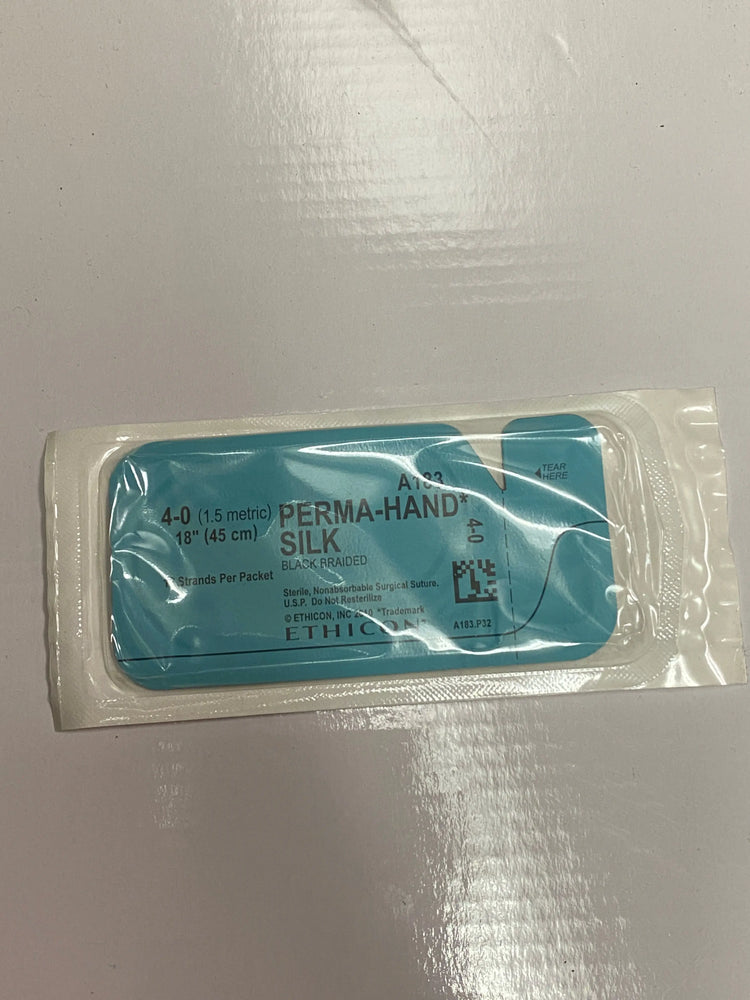 A183
4-0 (1.5 metric)
18" (45 cm)
Strands Per Packet
PERMA-HAND*
SILK
BLACK BRAIDED
4-0
Sterile, Nonabsorbable Surgical Suture.
U.S.P. Do Not Resterilize
© ETHICON, INC 2010 *Trademark
ETHICON
A183.P32
TEAR
HERE